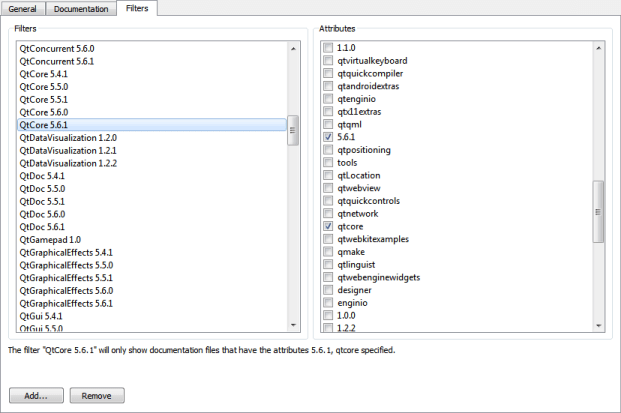 General Documentation Filters
Filters
QtConcurrent 5.6.0
QtConcurrent 5.6.1
QtCore 5.4.1
QtCore 5.5.0
QtCore 5.5.1
QtCore 5.6.0
QtCore 5.6.1
QtDataVisualization 1.2.0
QtDataVisualization 1.2.1
QtDataVisualization 1.2.2
QtDoc 5.4.1
QtDoc 5.5.0
QtDoc 5.5.1
QtDoc 5.6.0
QtDoc 5.6.1
QtGamepad 1.0
QtGraphicalEffects 5.4.1
QtGraphicalEffects 5.5.0
QtGraphicalEffects 5.5.1
QtGraphicalEffects 5.6.0
QtGraphicalEffects 5.6.1
QtGui 5.4.1
QtGui 5.5.0
Attributes
1.1.0
qtvirtualkeyboard
qtquickcompiler
qtandroidextras
qtenginio
qtx11extras
qtqml
5.6.1
qtpositioning
tools
qtLocation
qtwebview
qtquickcontrols
qtnetwork
qtcore
qtwebkitexamples
qmake
qtlinguist
qtwebenginewidgets
designer
enginio
1.0.0
1.2.2
The filter "QtCore 5.6.1" will only show documentation files that have the attributes 5.6.1, qtcore specified.
Add... Remove